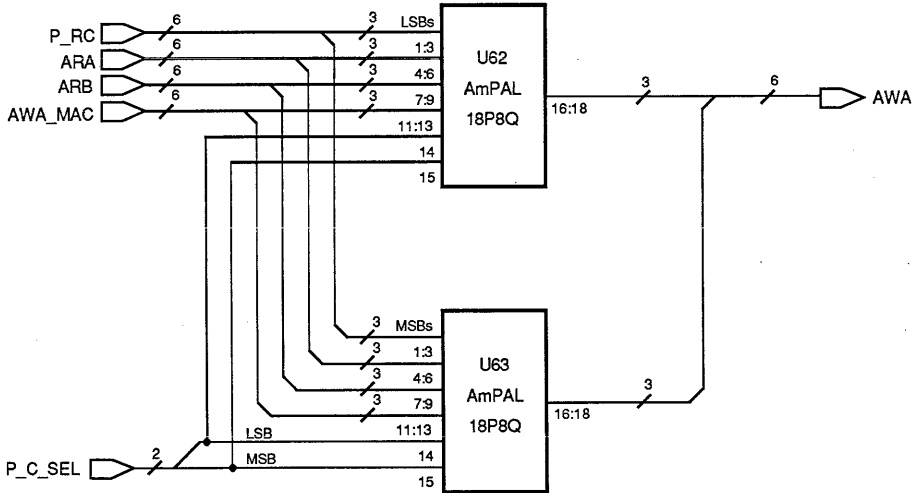 P_RC 6 3 LSBs
ARA 6 3 1:3
ARB 6 3 4:6
AWA_MAC 6 3 7:9
11:13
14
15
U62
AmPAL
18P8Q
16:18
3 6 AWA
3 MSBs
3 1:3
3 4:6
3 7:9
11:13
14
15
U63
AmPAL
18P8Q
16:18
3
LSB
MSB
P_C_SEL 2